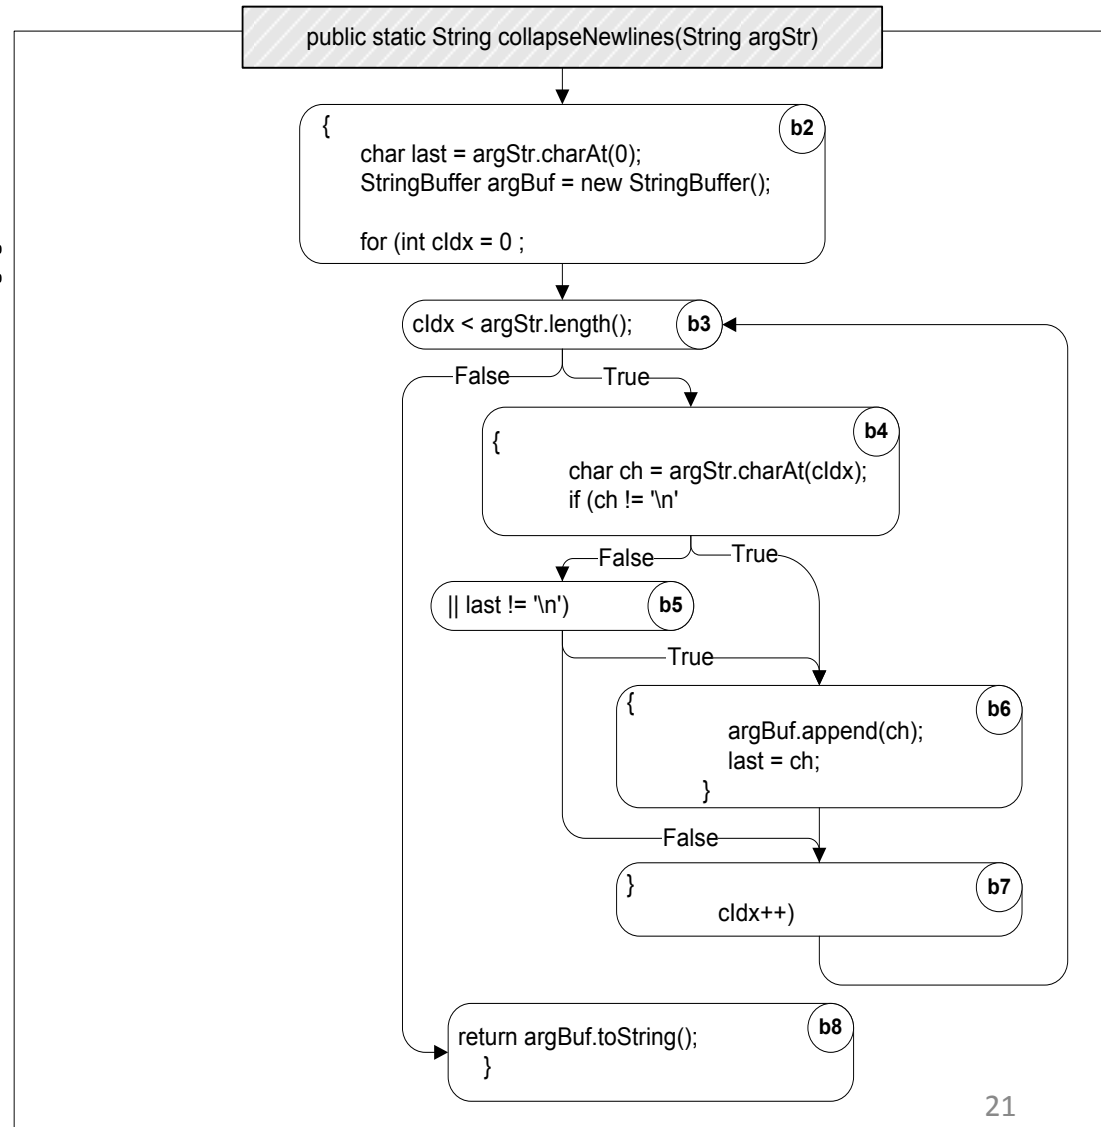 public static String collapseNewlines(String argStr)
{
b2
char last = argStr.charAt(0);
StringBuffer argBuf = new StringBuffer();
for (int cIdx = 0 ;
cIdx < argStr.length();
b3
False
True
{
b4
char ch = argStr.charAt(cIdx);
if (ch != '\n'
False
True
|| last != '\n')
b5
True
{
b6
argBuf.append(ch);
last = ch;
}
False
}
b7
cIdx++)
return argBuf.toString();
b8
}
21